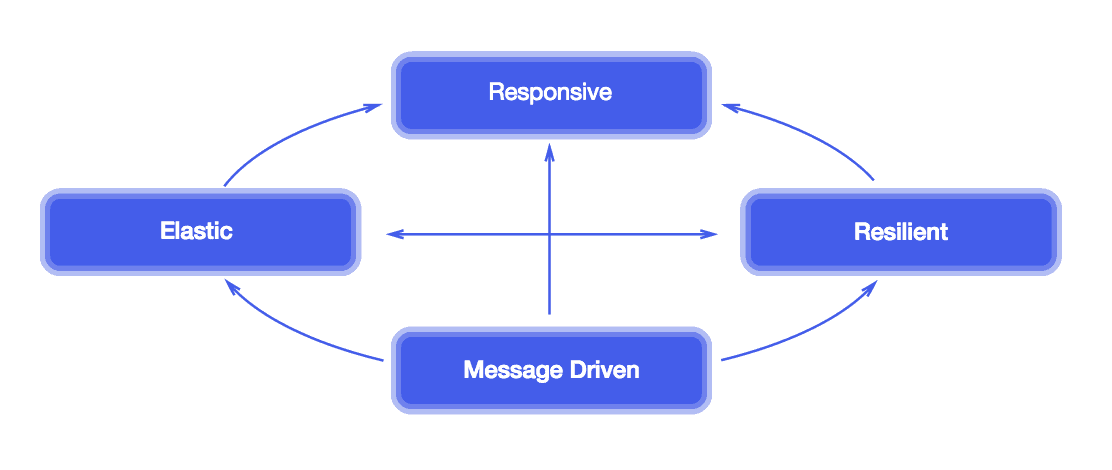 Responsive
Elastic
Resilient
Message Driven